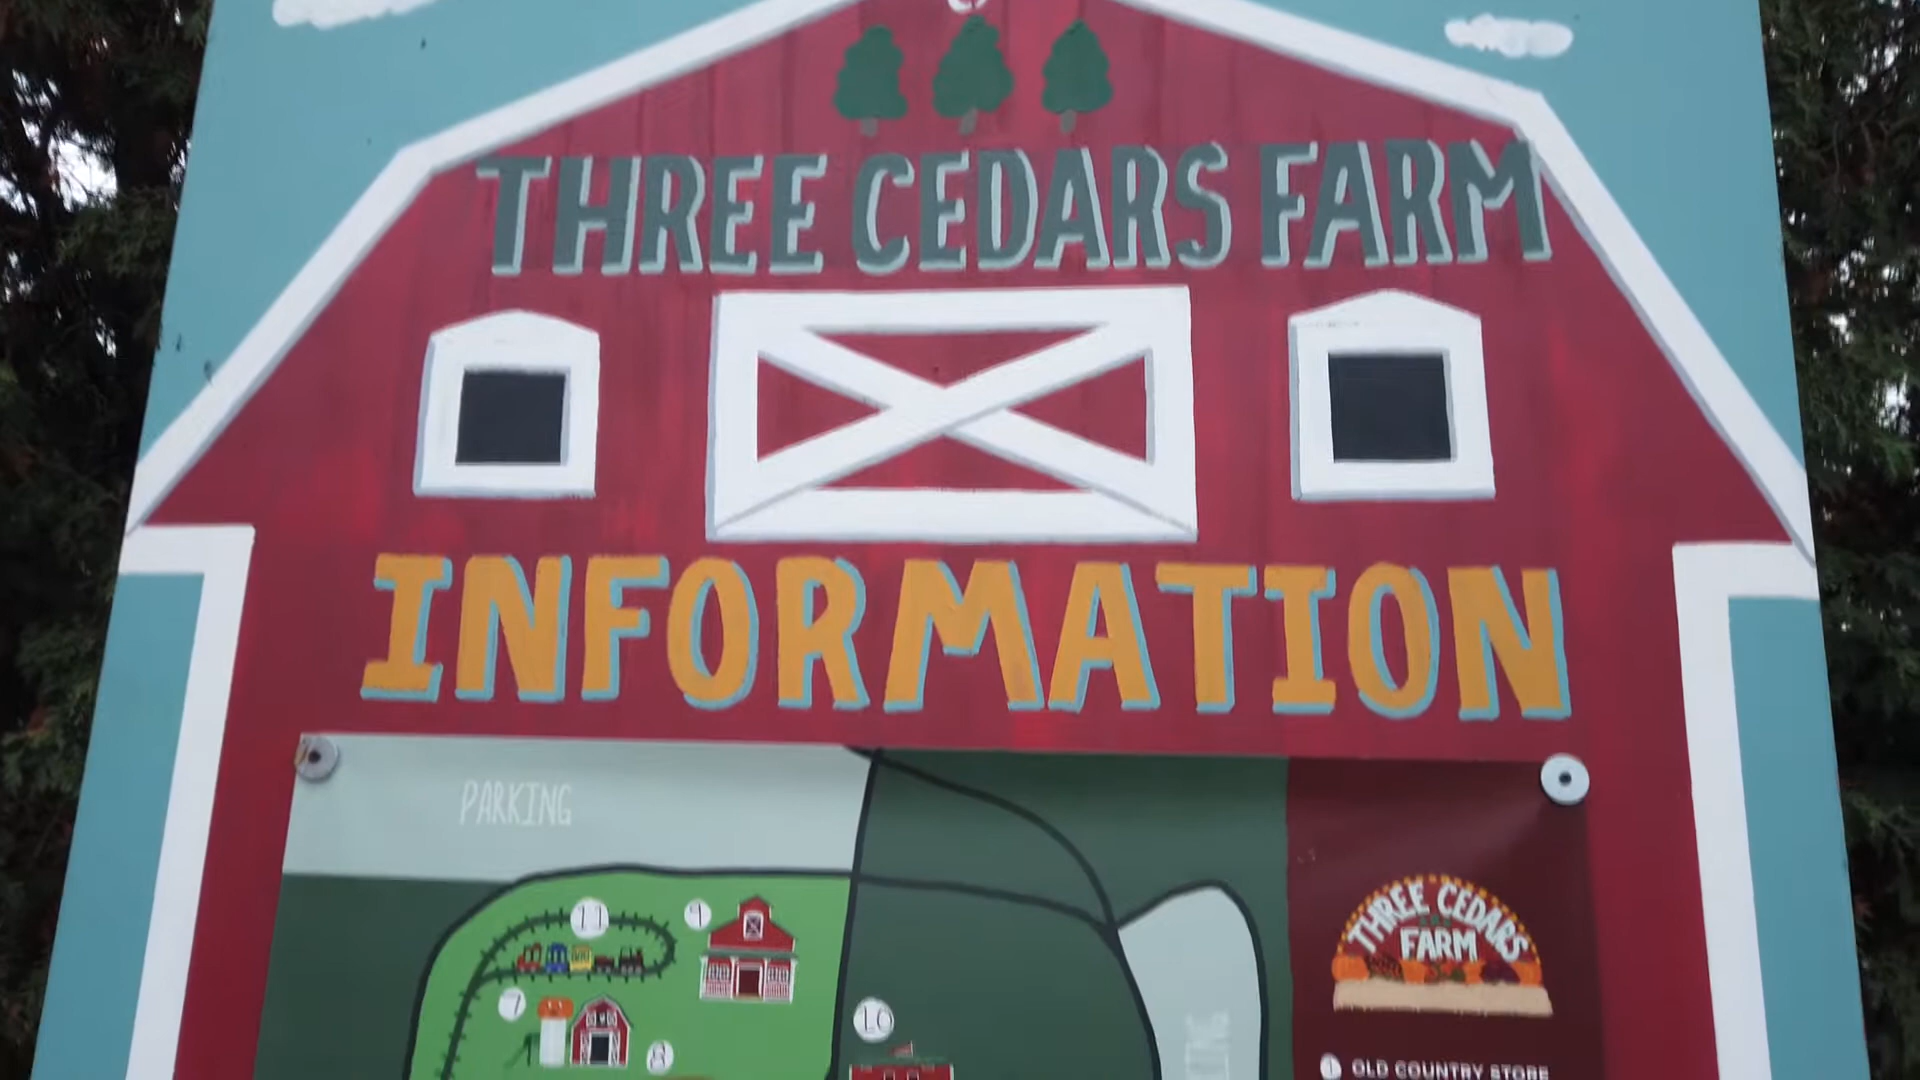 THREE CEDARS FARM
INFORMATION
PARKING
11
9
7
8
10
THREE CEDARS
FARM
1 OLD COUNTRY STORE